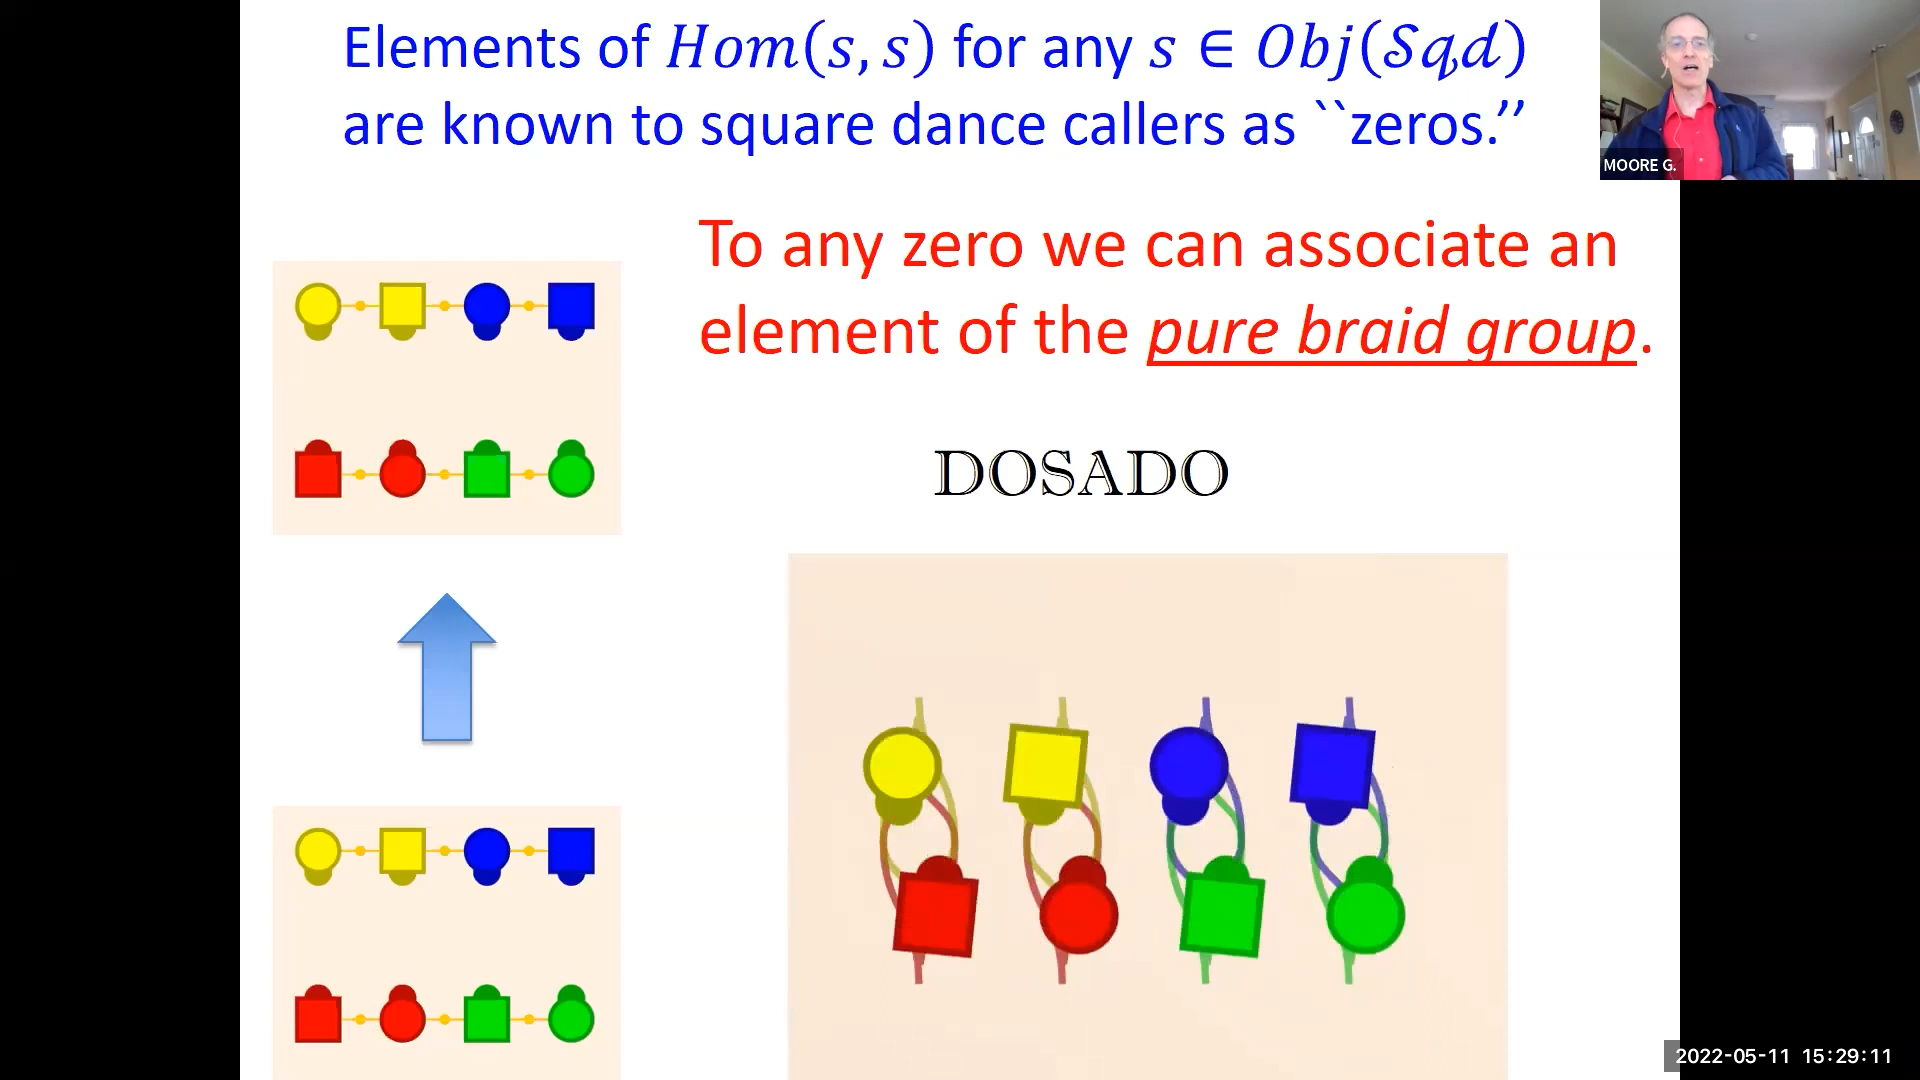 Elements of Hom(s, s) for any s ∈ Obj(𝒮𝓆𝒹)
are known to square dance callers as ``zeros.’’
MOORE G.
To any zero we can associate an
element of the pure braid group.
DOSADO
2022-05-11 15:29:11